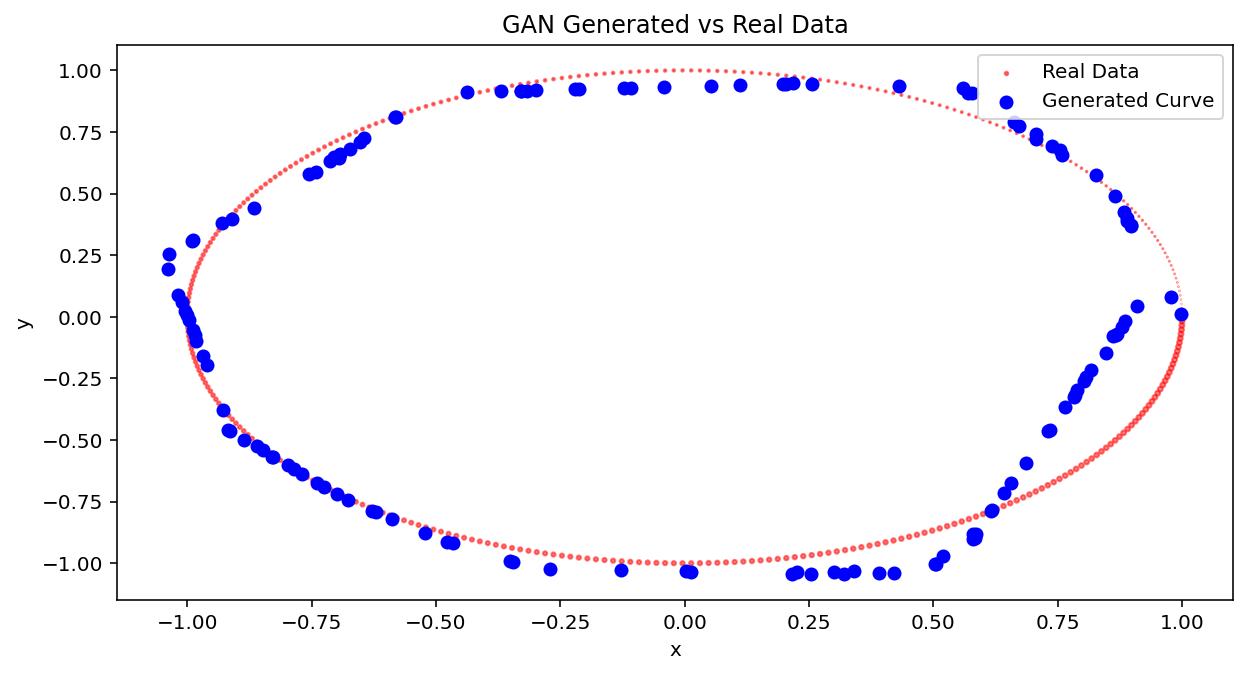 GAN Generated vs Real Data
Real Data
Generated Curve
1.00
0.75
0.50
0.25
0.00
−0.25
−0.50
−0.75
−1.00
y
−1.00 −0.75 −0.50 −0.25 0.00 0.25 0.50 0.75 1.00
x